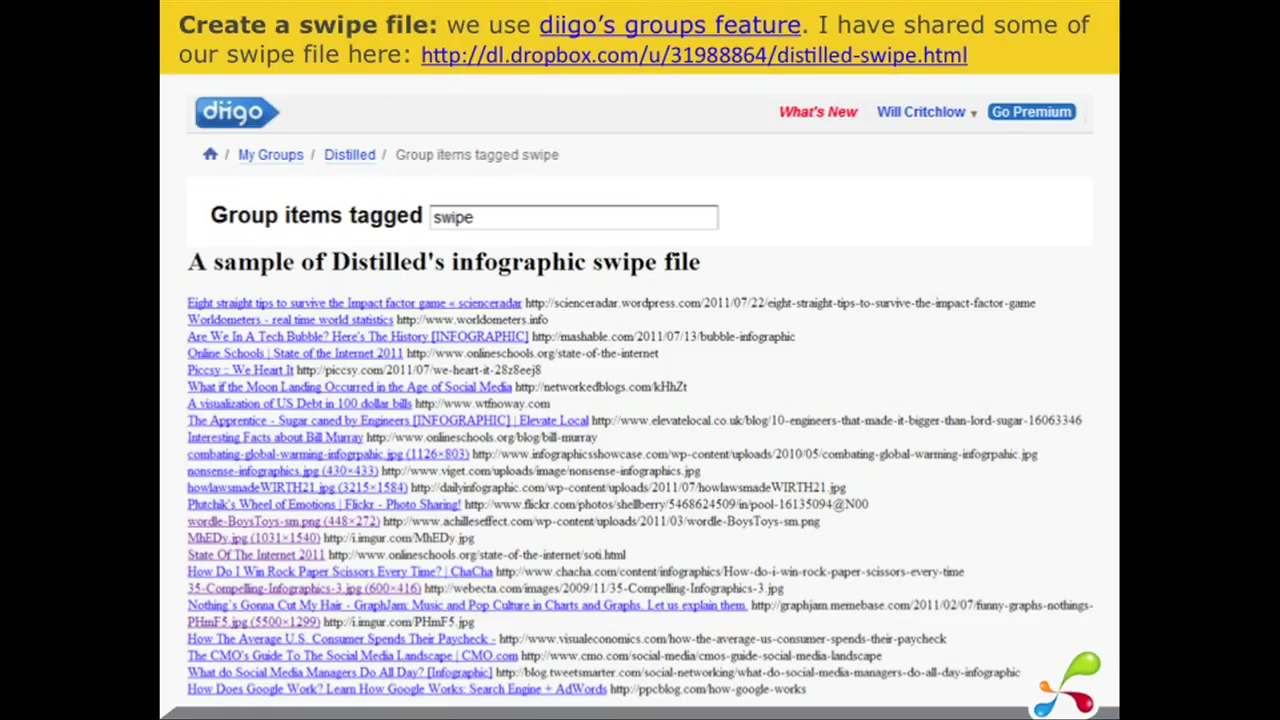 Create a swipe file: we use diigo's groups feature. I have shared some of
our swipe file here: http://dl.dropbox.com/u/31988864/distilled-swipe.html
diigo
What's New Will Critchlow Go Premium
/ My Groups / Distilled / Group items tagged swipe
Group items tagged swipe
A sample of Distilled's infographic swipe file
Eight straight tips to survive the Impact factor game « scienceradar http://scienceradar.wordpress.com/2011/07/22/eight-straight-tips-to-survive-the-impact-factor-game
Worldometers - real time world statistics http://www.worldometers.info
Are We In A Tech Bubble? Here's The History [INFOGRAPHIC] http://mashable.com/2011/07/13/bubble-infographic
Online Schools | State of the Internet 2011 http://www.onlineschools.org/state-of-the-internet
Piccsy :: We Heart It http://piccsy.com/2011/07/we-heart-it-28z8eej8
What if the Moon Landing Occurred in the Age of Social Media http://networkedblogs.com/kHhZt
A visualization of US Debt in 100 dollar bills http://www.wtfnoway.com
The Apprentice - Sugar caned by Engineers [INFOGRAPHIC] | Elevate Local http://www.elevatelocal.co.uk/blog/10-engineers-that-made-it-bigger-than-lord-sugar-16063346
Interesting Facts about Bill Murray http://www.onlineschools.org/blog/bill-murray
combating-global-warming-infogrpahic.jpg (1126×803) http://www.infographicsshowcase.com/wp-content/uploads/2010/05/combating-global-warming-infogrpahic.jpg
nonsense-infographics.jpg (430×433) http://www.viget.com/uploads/image/nonsense-infographics.jpg
howlawsmadeWIRTH21.jpg (3215×1584) http://dailyinfographic.com/wp-content/uploads/2011/07/howlawsmadeWIRTH21.jpg
Plutchik's Wheel of Emotions | Flickr - Photo Sharing! http://www.flickr.com/photos/shellberry/5468624509/in/pool-16135094@N00
wordle-BoysToys-sm.png (448×272) http://www.achilleseffect.com/wp-content/uploads/2011/03/wordle-BoysToys-sm.png
MhEDy.jpg (1031×1540) http://i.imgur.com/MhEDy.jpg
State Of The Internet 2011 http://www.onlineschools.org/state-of-the-internet/soti.html
How Do I Win Rock Paper Scissors Every Time? | ChaCha http://www.chacha.com/content/infographics/How-do-i-win-rock-paper-scissors-every-time
35-Compelling-Infographics-3.jpg (600×416) http://webecta.com/images/2009/11/35-Compelling-Infographics-3.jpg
Nothing's Gonna Cut My Hair - GraphJam: Music and Pop Culture in Charts and Graphs. Let us explain them. http://graphjam.memebase.com/2011/02/07/funny-graphs-nothings-
PHmF5.jpg (5500×1299) http://i.imgur.com/PHmF5.jpg
How The Average U.S. Consumer Spends Their Paycheck - http://www.visualeconomics.com/how-the-average-us-consumer-spends-their-paycheck
The CMO's Guide To The Social Media Landscape | CMO.com http://www.cmo.com/social-media/cmos-guide-social-media-landscape
What do Social Media Managers Do All Day? [Infographic] http://blog.tweetsmarter.com/social-networking/what-do-social-media-managers-do-all-day-infographic
How Does Google Work? Learn How Google Works: Search Engine + AdWords http://ppcblog.com/how-google-works